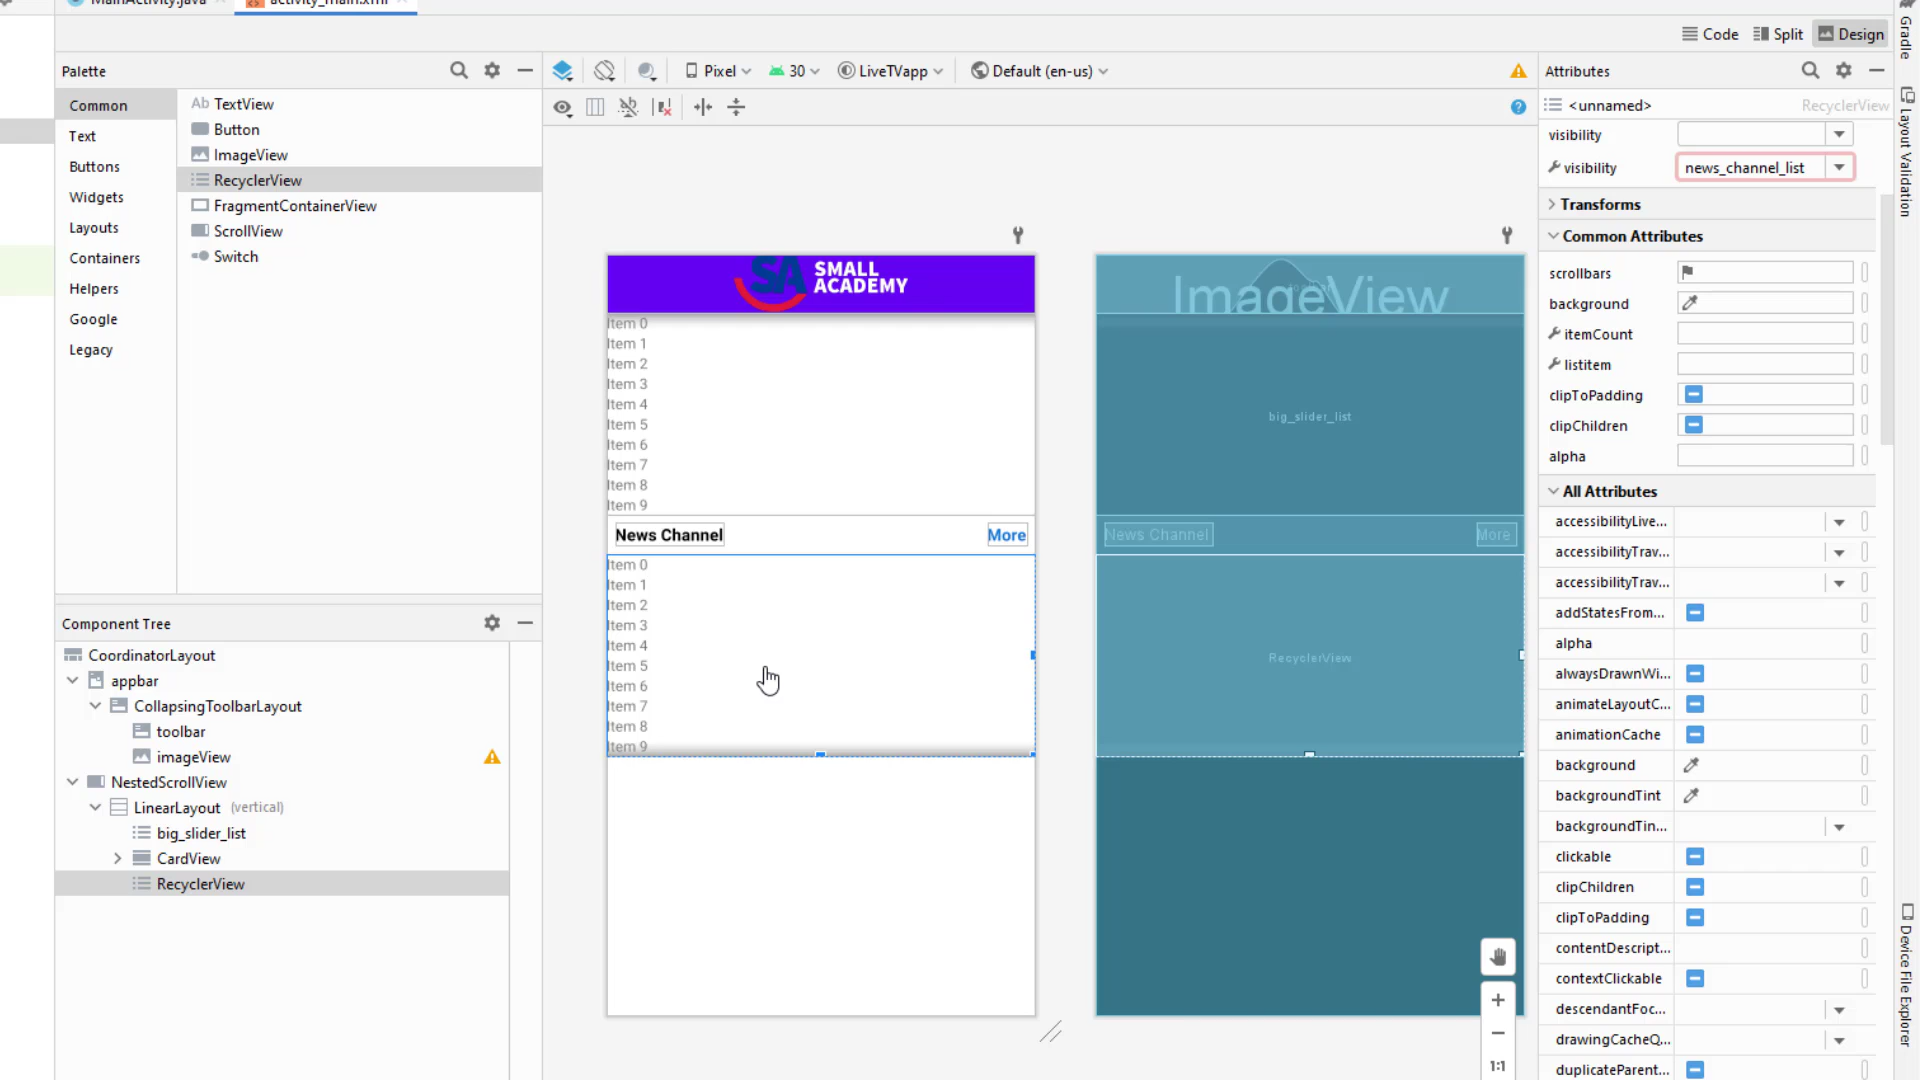 MainActivity.java
activity_main.xml
Code
Split
Design
Gradle
Palette
Pixel
30
LiveTVapp
Default (en-us)
Attributes
Common
Text
Buttons
Widgets
Layouts
Containers
Helpers
Google
Legacy
Ab TextView
Button
ImageView
RecyclerView
FragmentContainerView
ScrollView
Switch
<unnamed>
RecyclerView
visibility
visibility
news_channel_list
Transforms
Common Attributes
scrollbars
background
itemCount
listitem
clipToPadding
clipChildren
alpha
All Attributes
accessibilityLive...
accessibilityTrav...
accessibilityTrav...
addStatesFrom...
alpha
alwaysDrawnWi...
animateLayoutC...
animationCache
background
backgroundTint
backgroundTin...
clickable
clipChildren
clipToPadding
contentDescript...
contextClickable
descendantFoc...
drawingCacheQ...
duplicateParent...
Layout Validation
Device File Explorer
SA SMALL
ACADEMY
Item 0
Item 1
Item 2
Item 3
Item 4
Item 5
Item 6
Item 7
Item 8
Item 9
News Channel
More
Item 0
Item 1
Item 2
Item 3
Item 4
Item 5
Item 6
Item 7
Item 8
Item 9
ImageView
big_slider_list
News Channel
More
RecyclerView
1:1
Component Tree
CoordinatorLayout
appbar
CollapsingToolbarLayout
toolbar
imageView
NestedScrollView
LinearLayout (vertical)
big_slider_list
CardView
RecyclerView